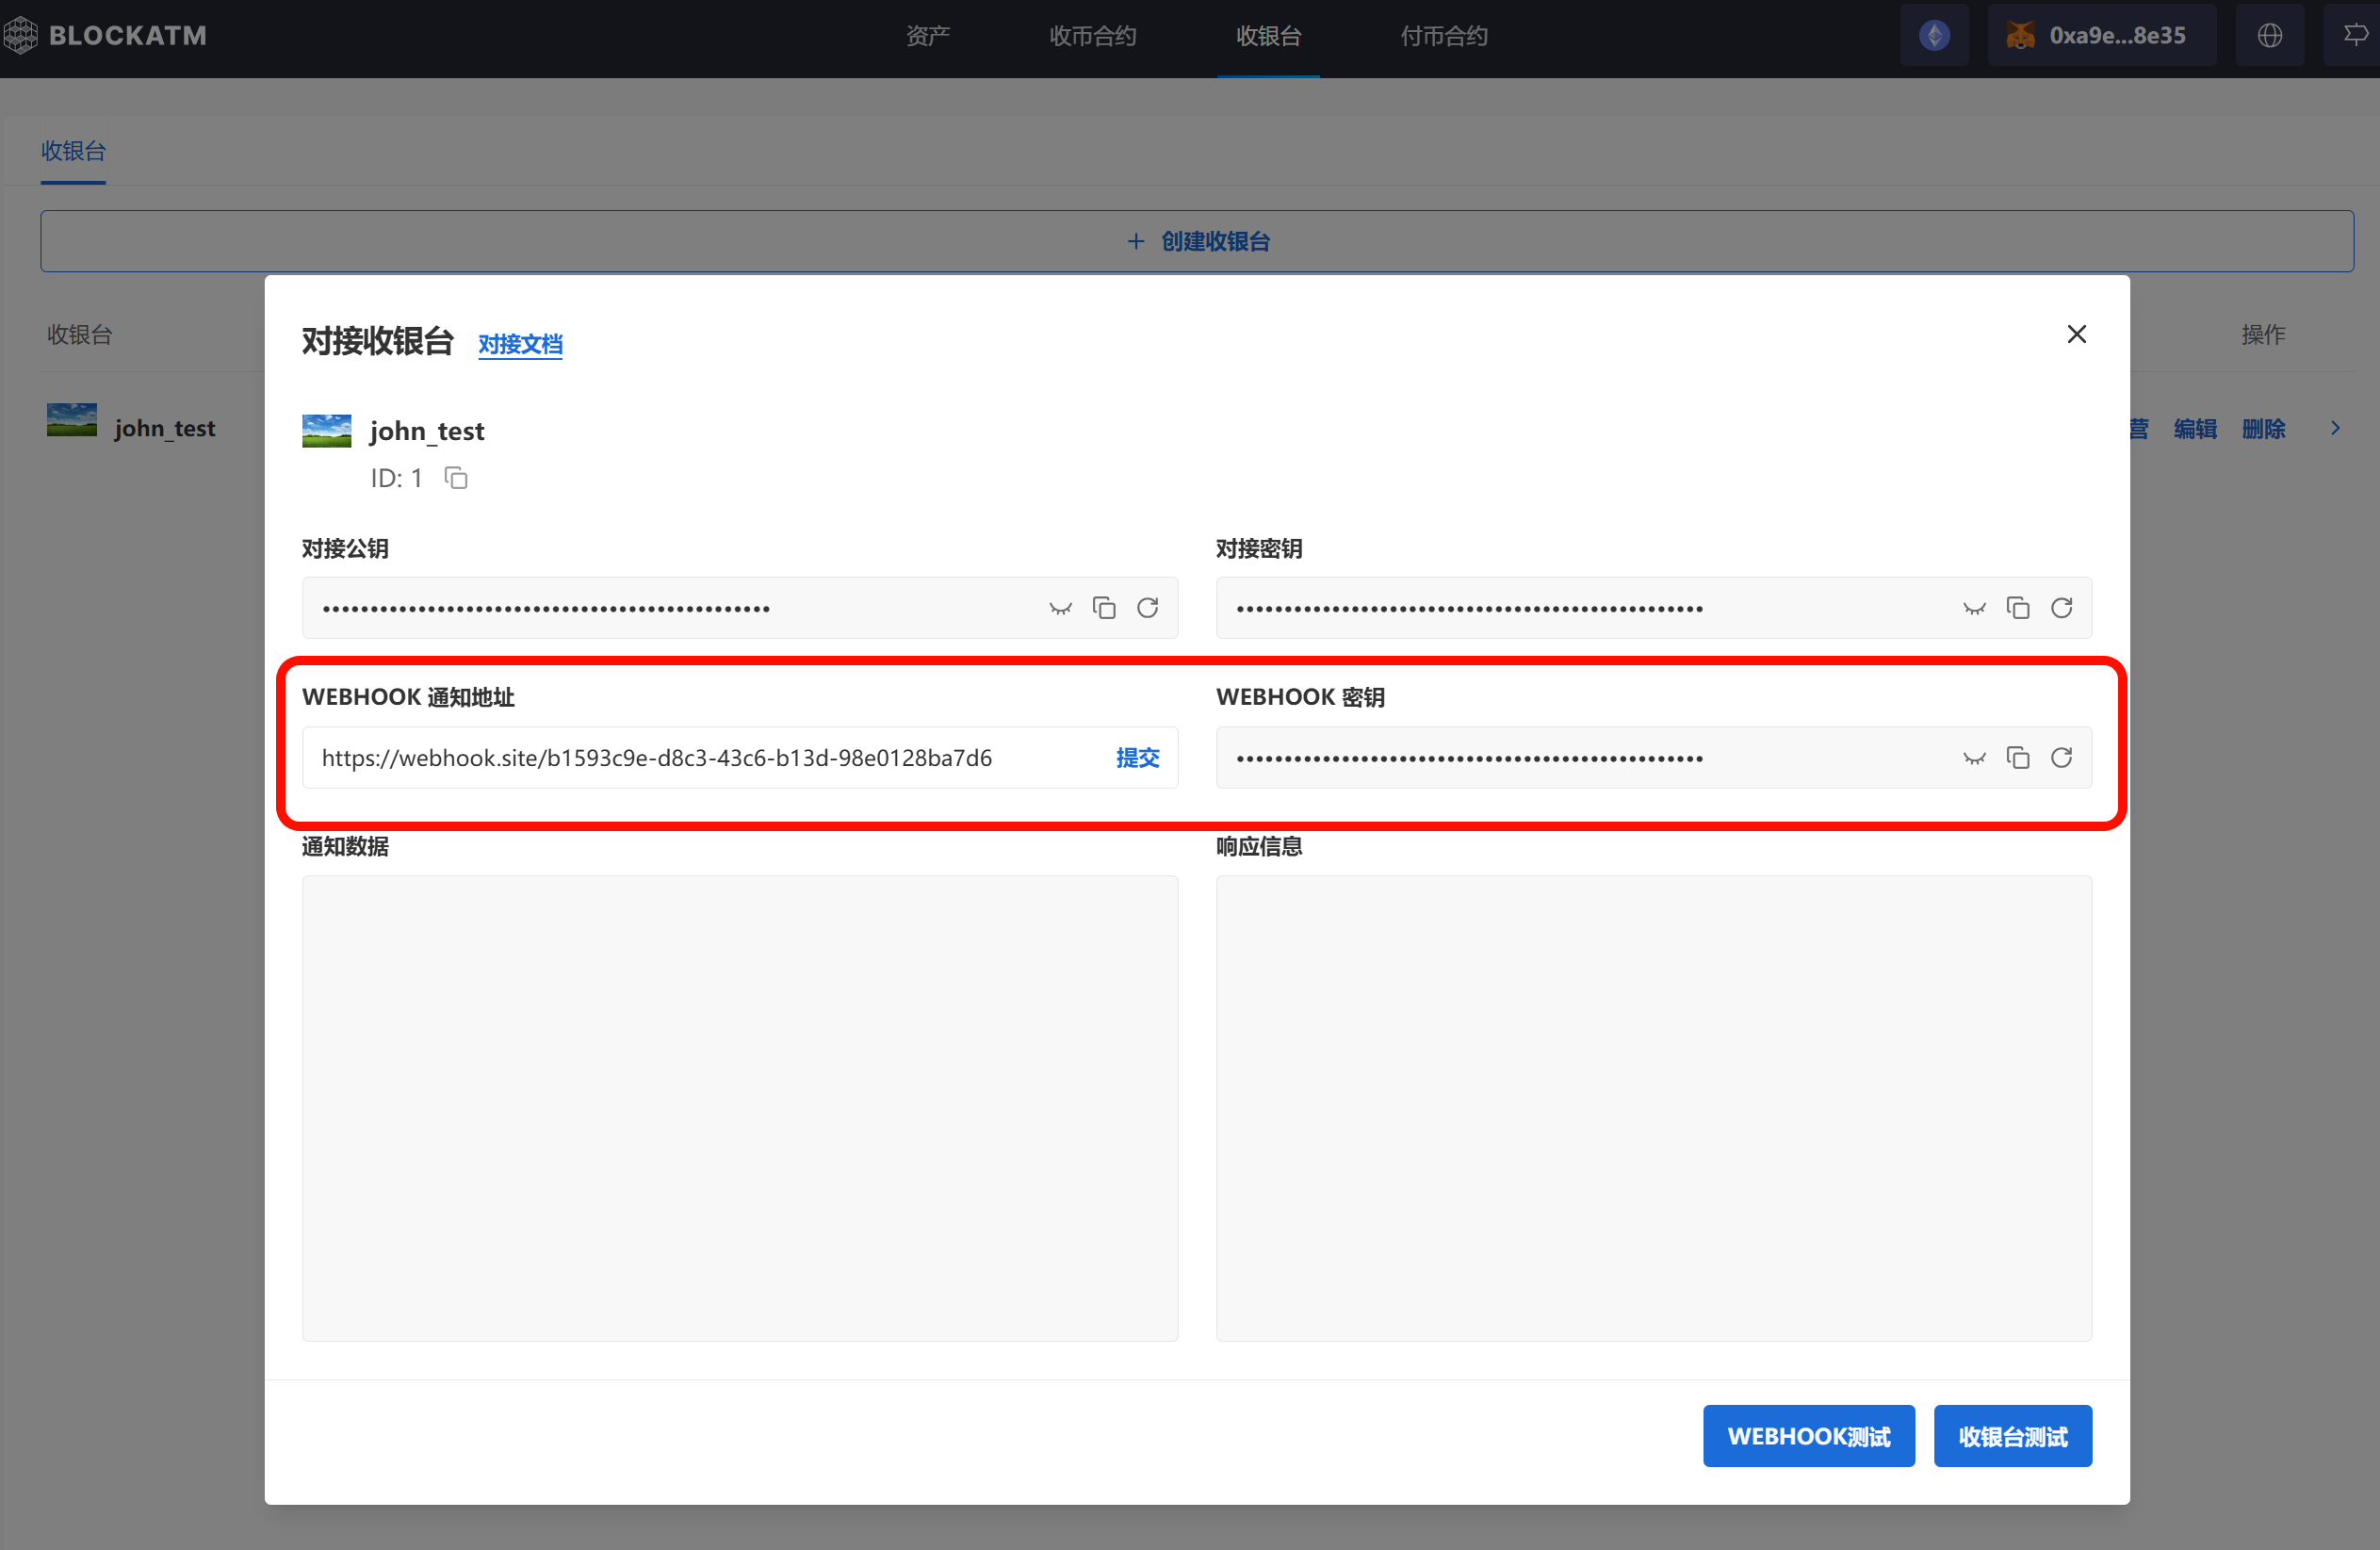 BLOCKATM
资产
收币合约
收银台
付币合约
0xa9e...8e35
收银台
+ 创建收银台
收银台
操作
john_test
营
编辑
删除
对接收银台
对接文档
john_test
ID: 1
对接公钥
对接密钥
WEBHOOK 通知地址
WEBHOOK 密钥
https://webhook.site/b1593c9e-d8c3-43c6-b13d-98e0128ba7d6
提交
通知数据
响应信息
WEBHOOK测试
收银台测试